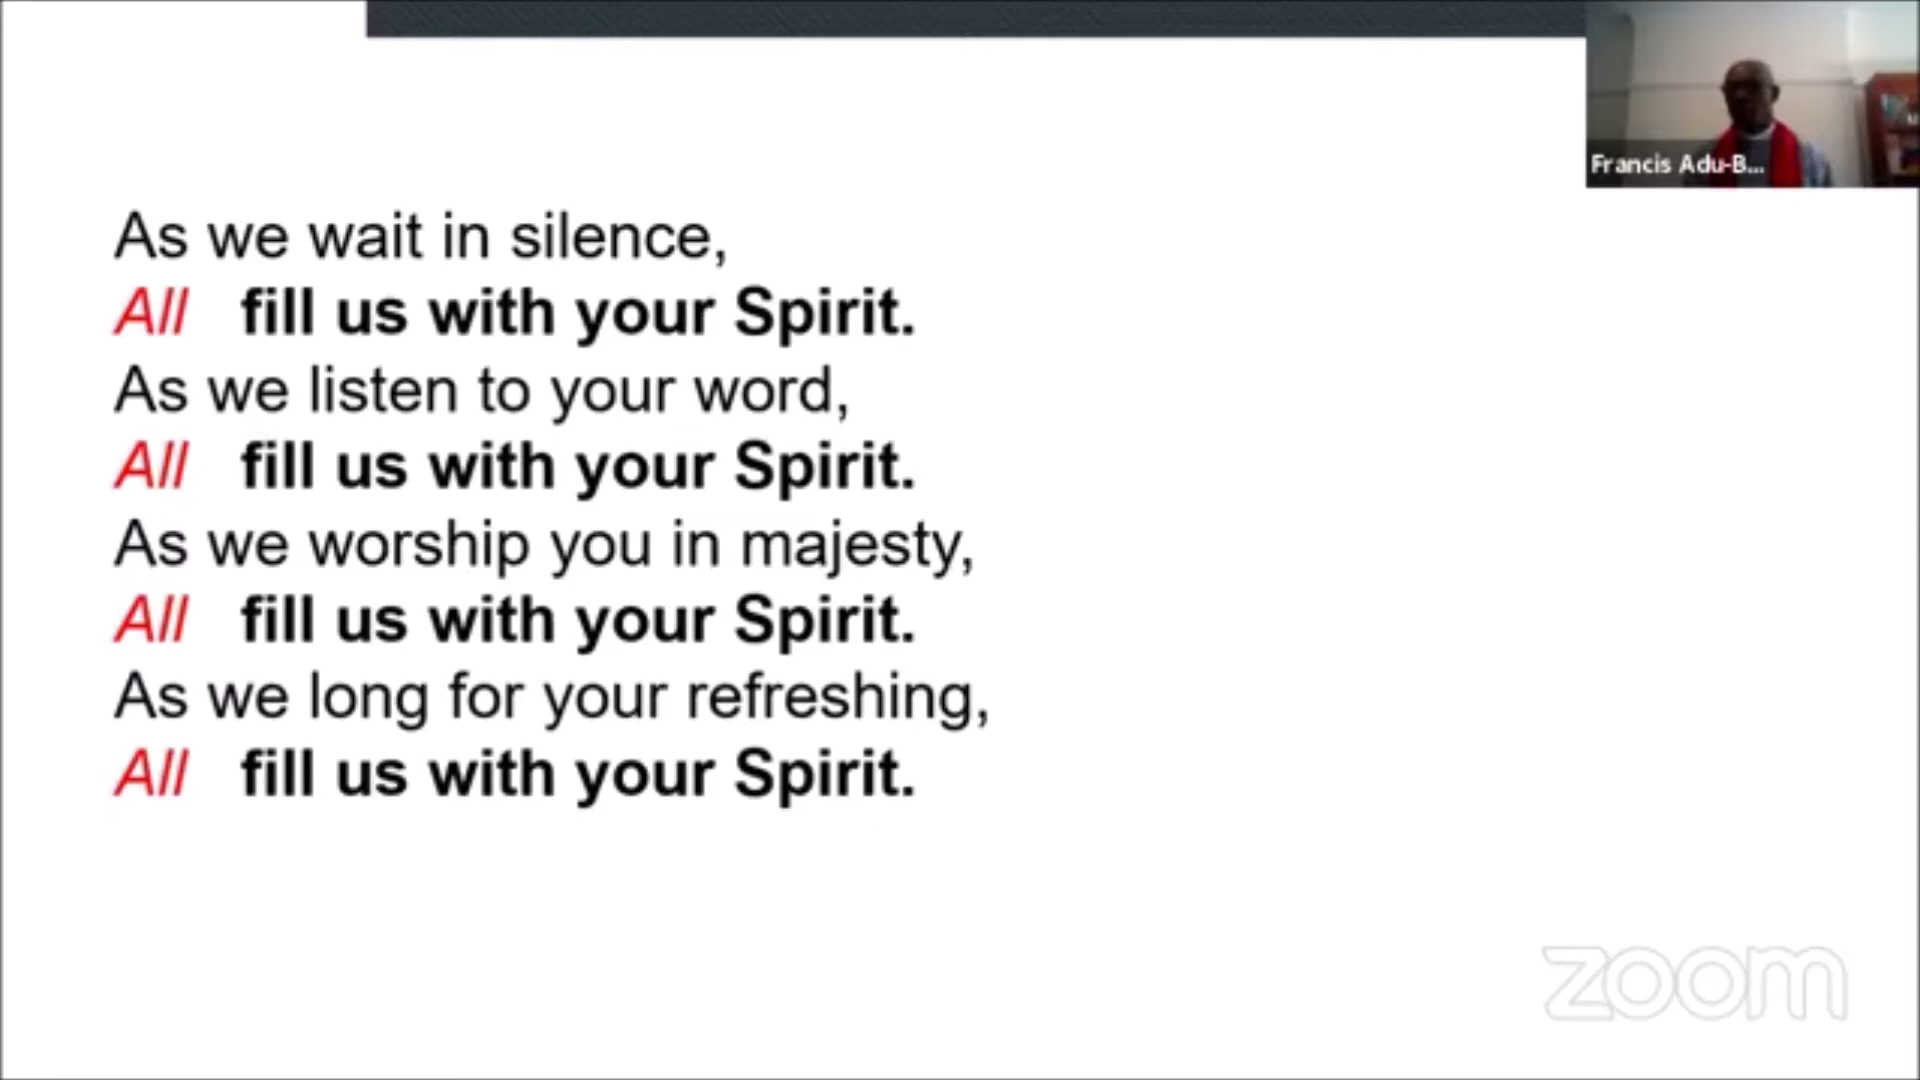 Francis Adu-B...
As we wait in silence,
All fill us with your Spirit.
As we listen to your word,
All fill us with your Spirit.
As we worship you in majesty,
All fill us with your Spirit.
As we long for your refreshing,
All fill us with your Spirit.
zoom